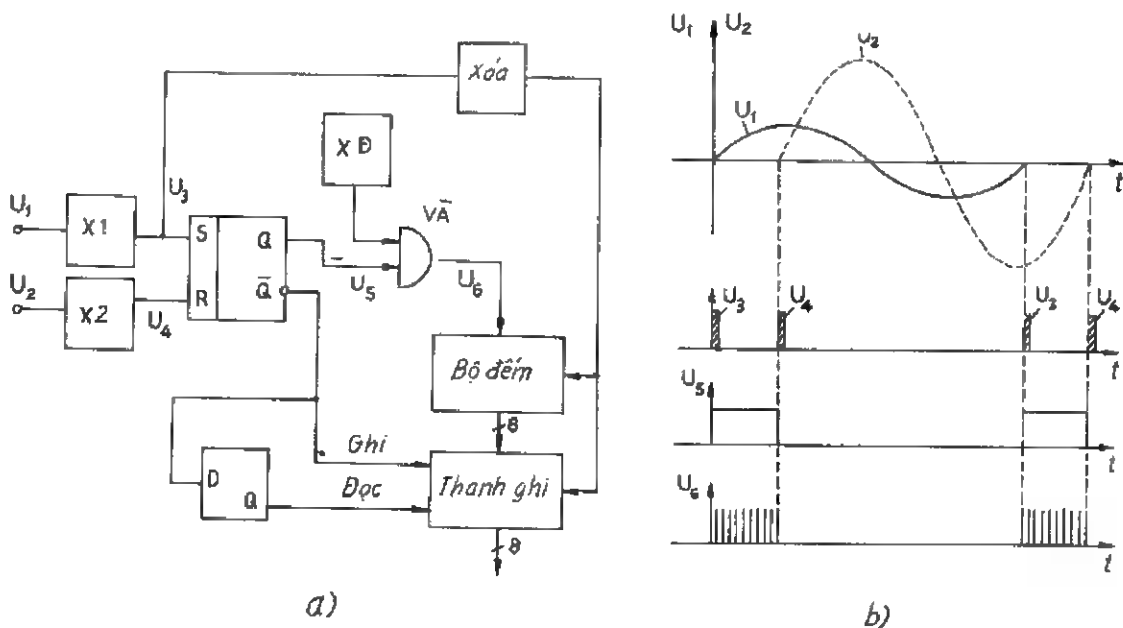 Xóa
XĐ
U₃
VÀ
U₁
X1
S
Q
U₅
U₆
U₂
X2
R
Q̅
U₄
Bộ đếm
8
Ghi
D
Q
Đọc
Thanh ghi
8
a)
U₁ U₂
U₂
U₁
t
U₃
U₄
U₃
U₄
t
U₅
t
U₆
t
b)